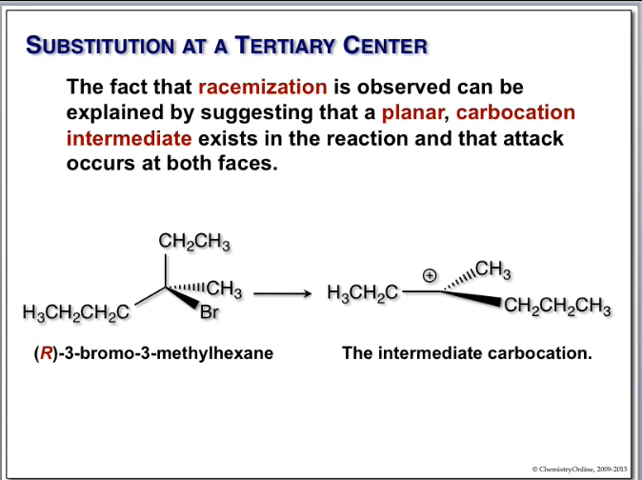 SUBSTITUTION AT A TERTIARY CENTER
The fact that racemization is observed can be
explained by suggesting that a planar, carbocation
intermediate exists in the reaction and that attack
occurs at both faces.
CH₂CH₃
CH₃
H₃CH₂CH₂C
Br
⊕
CH₃
H₃CH₂C
CH₂CH₂CH₃
(R)-3-bromo-3-methylhexane
The intermediate carbocation.
© ChemistryOnline, 2009-2015